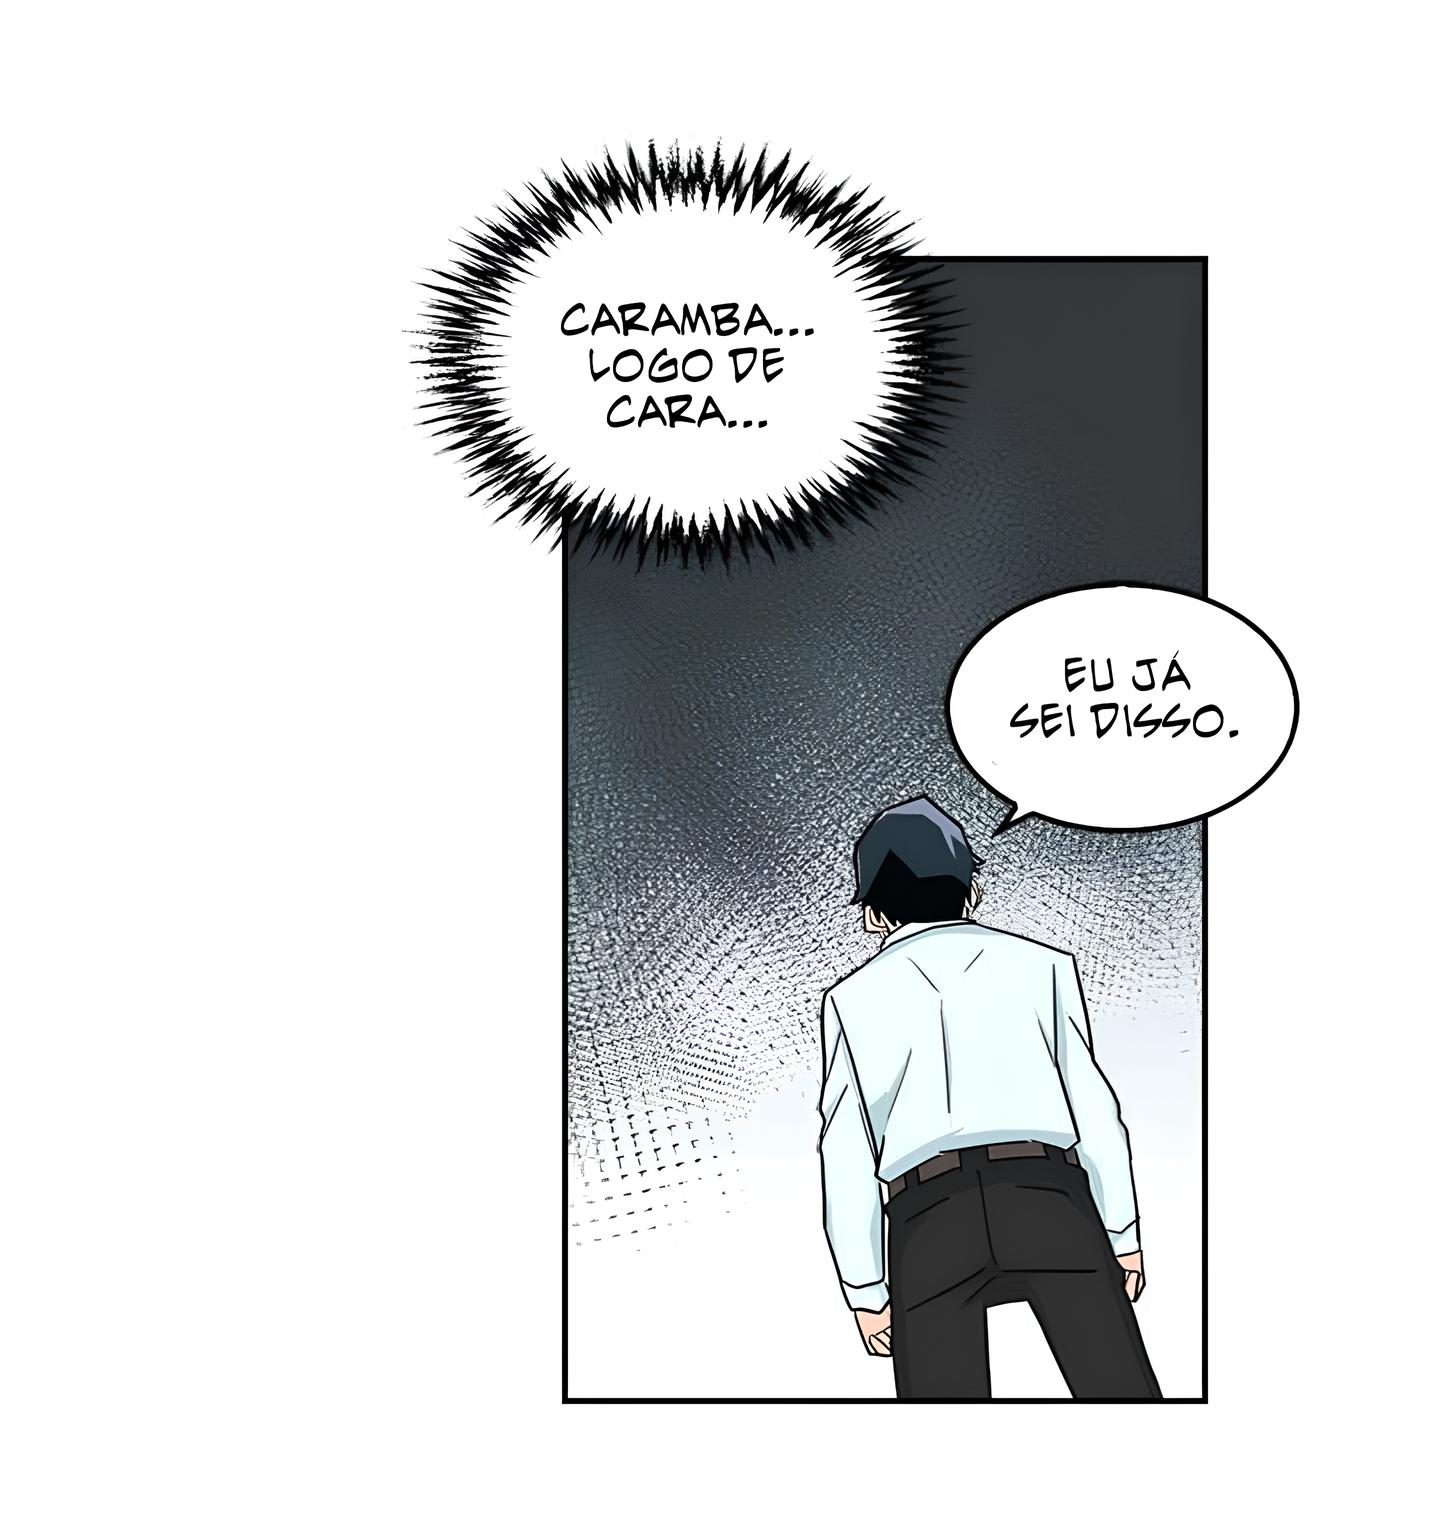 CARAMBA...
LOGO DE
CARA...
EU JÁ
SEI DISSO.